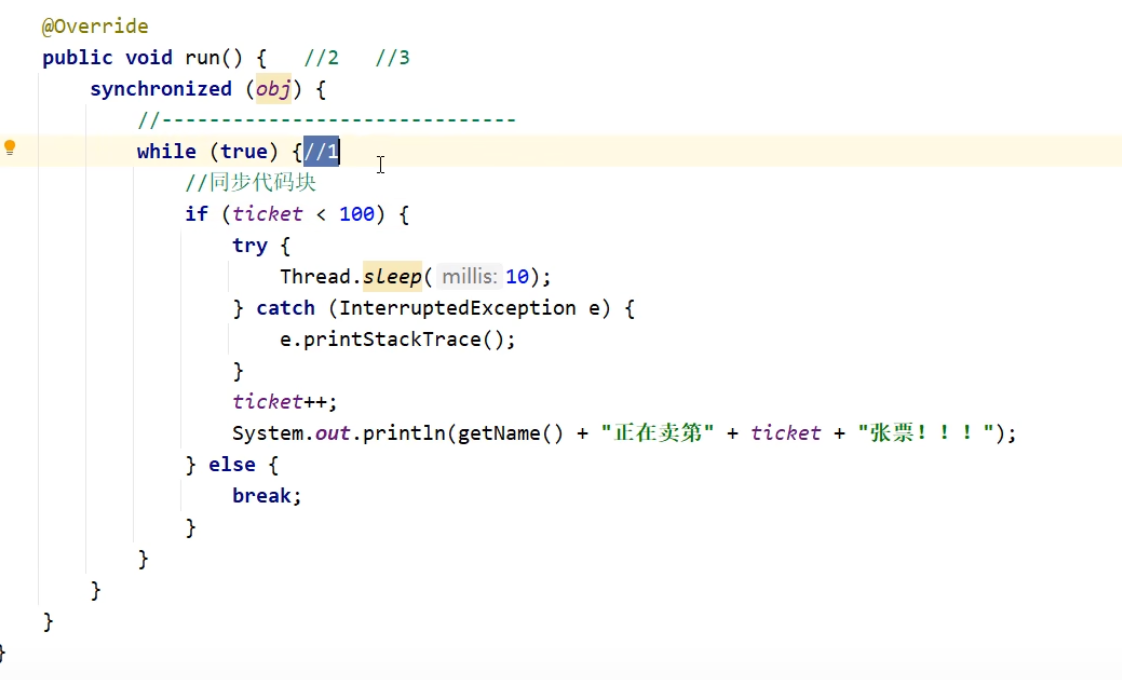 @Override
public void run() {   //2   //3
synchronized (obj) {
//------------------------------
while (true) {//1
//同步代码块
if (ticket < 100) {
try {
Thread.sleep( millis: 10);
} catch (InterruptedException e) {
e.printStackTrace();
}
ticket++;
System.out.println(getName() + "正在卖第" + ticket + "张票！！！");
} else {
break;
}
}
}
}
}